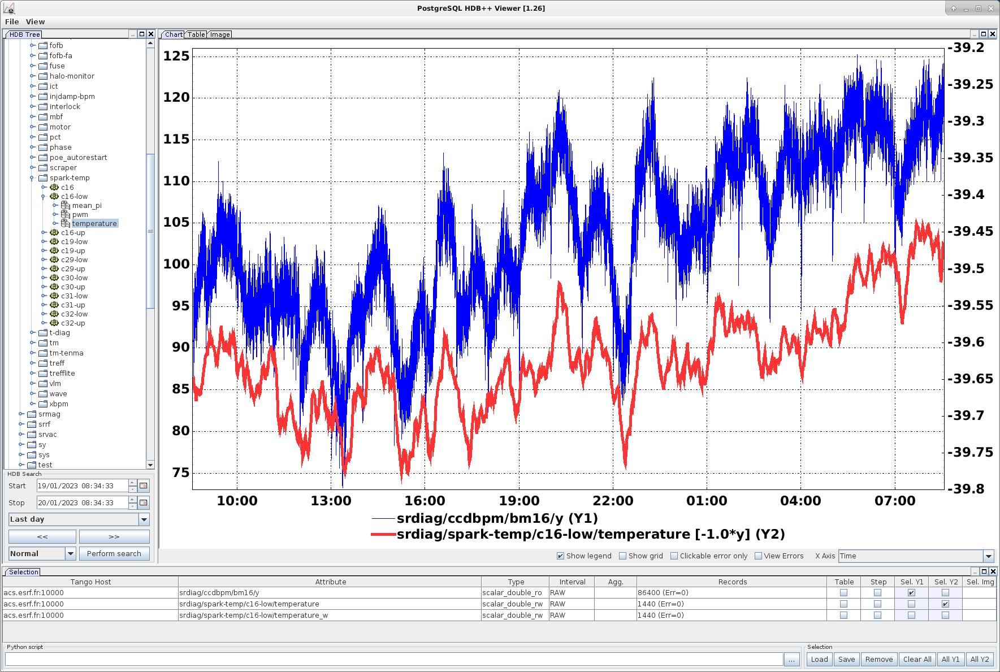 PostgreSQL HDB++ Viewer [1.26]
File View
HDB Tree
fofb
fofb-fa
fuse
halo-monitor
ict
injdamp-bpm
interlock
mbf
motor
pct
phase
poe_autorestart
scraper
spark-temp
c16
c16-low
mean_pi
pwm
temperature
c16-up
c19-low
c19-up
c29-low
c29-up
c30-low
c30-up
c31-low
c31-up
c32-low
c32-up
t-diag
tm
tm-tenma
treff
trefflite
vlm
wave
xbpm
srmag
srrf
srvac
sy
sys
test
HDB Search
Start 19/01/2023 08:34:33
Stop 20/01/2023 08:34:33
Last day
<< >>
Normal Perform search
Chart Table Image
125
120
115
110
105
100
95
90
85
80
75
-39.2
-39.25
-39.3
-39.35
-39.4
-39.45
-39.5
-39.55
-39.6
-39.65
-39.7
-39.75
-39.8
10:00 13:00 16:00 19:00 22:00 01:00 04:00 07:00
srdiag/ccdbpm/bm16/y (Y1)
srdiag/spark-temp/c16-low/temperature [-1.0*y] (Y2)
Show legend Show grid Clickable error only View Errors X Axis Time
Selection
Tango Host Attribute Type Interval Agg. Records Table Step Sel. Y1 Sel. Y2 Sel. Img
acs.esrf.fr:10000 srdiag/ccdbpm/bm16/y scalar_double_ro RAW 86400 (Err=0)
acs.esrf.fr:10000 srdiag/spark-temp/c16-low/temperature scalar_double_rw RAW 1440 (Err=0)
acs.esrf.fr:10000 srdiag/spark-temp/c16-low/temperature_w scalar_double_rw RAW 1440 (Err=0)
Python script
...
Selection
Load Save Remove Clear All All Y1 All Y2